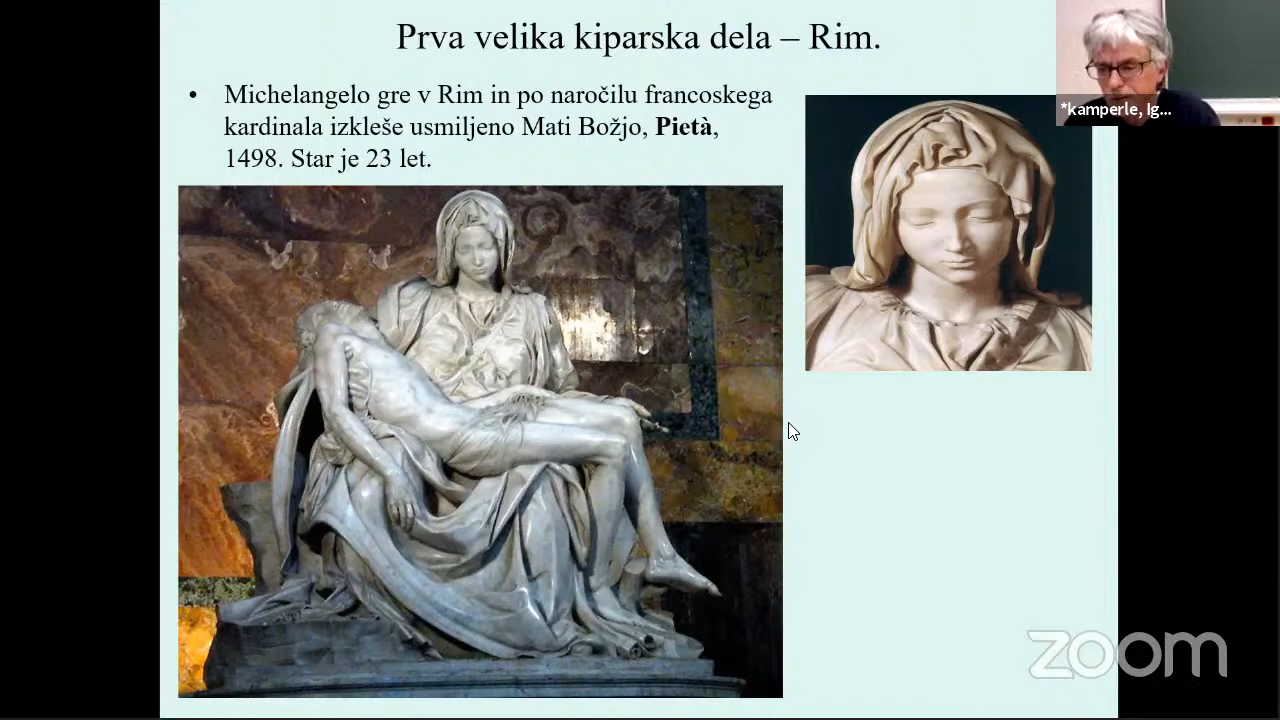 Prva velika kiparska dela – Rim.
• Michelangelo gre v Rim in po naročilu francoskega
kardinala izkleše usmiljeno Mati Božjo, Pietà,
1498. Star je 23 let.
*kamperle, Ig...
zoom